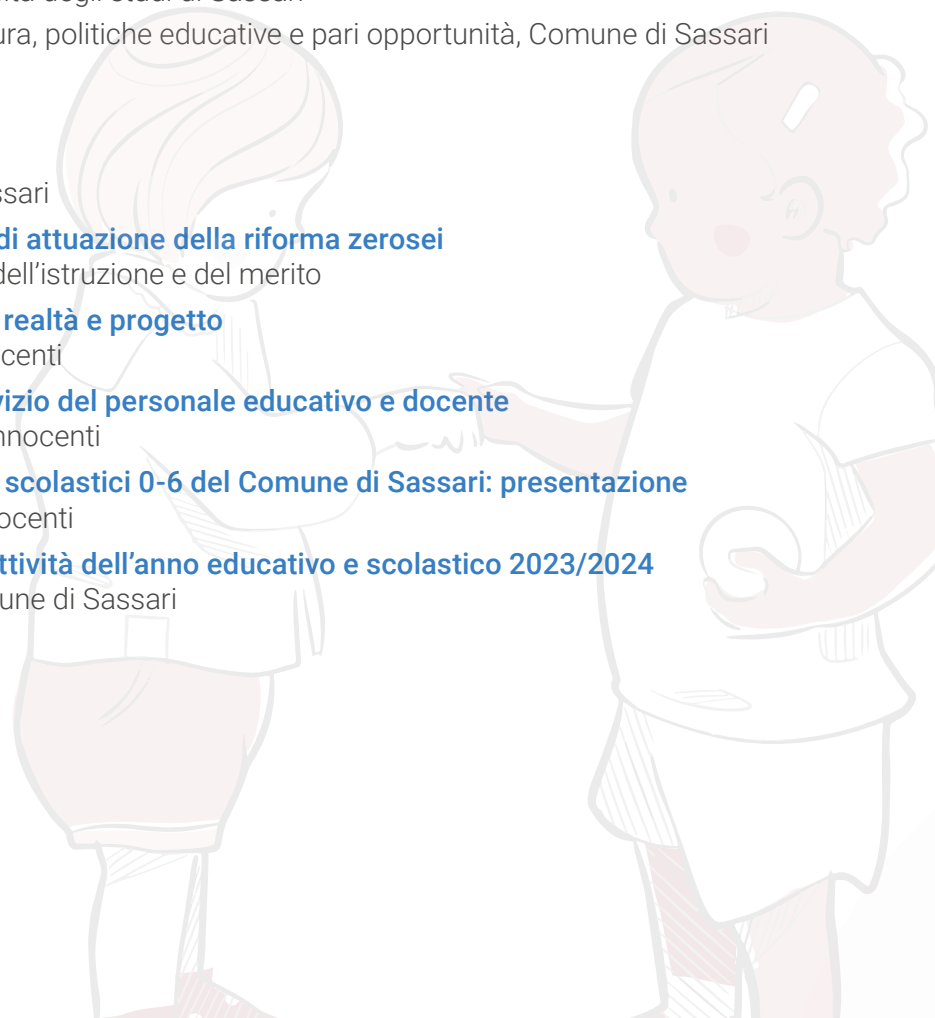 degli studi di Sassari
ura, politiche educative e pari opportunità, Comune di Sassari
ssari
di attuazione della riforma zerosei
dell’istruzione e del merito
realtà e progetto
centi
vizio del personale educativo e docente
nnocenti
scolastici 0-6 del Comune di Sassari: presentazione
ocenti
ttività dell’anno educativo e scolastico 2023/2024
une di Sassari